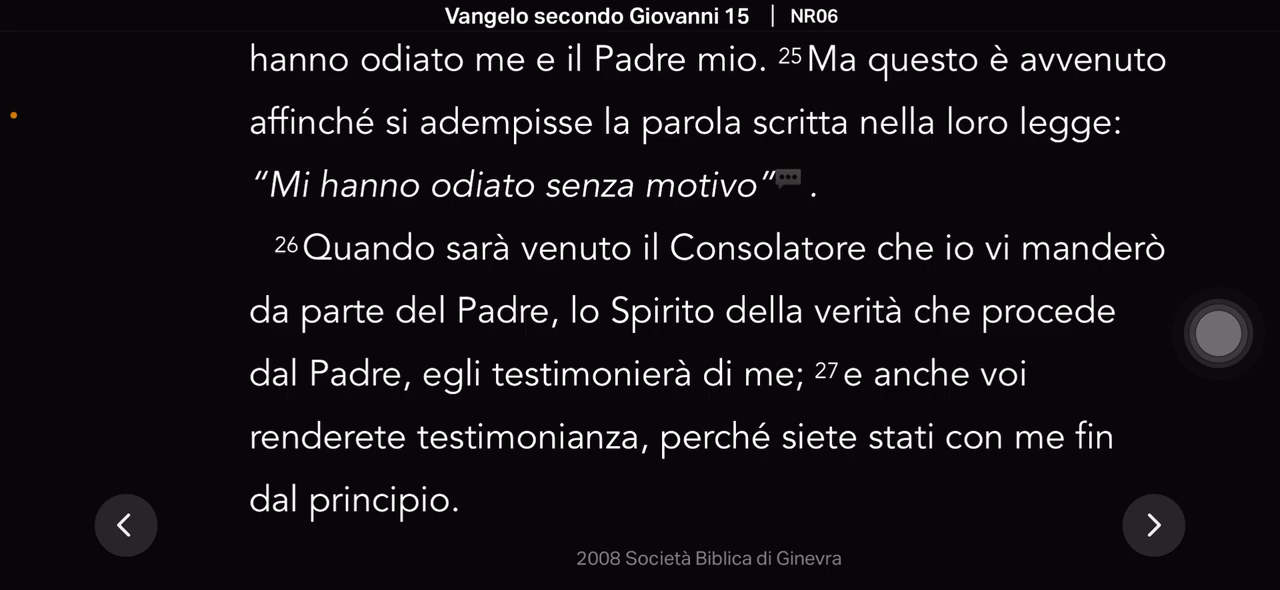 Vangelo secondo Giovanni 15 | NR06
hanno odiato me e il Padre mio. 25 Ma questo è avvenuto
affinché si adempisse la parola scritta nella loro legge:
“Mi hanno odiato senza motivo” .
26 Quando sarà venuto il Consolatore che io vi manderò
da parte del Padre, lo Spirito della verità che procede
dal Padre, egli testimonierà di me; 27 e anche voi
renderete testimonianza, perché siete stati con me fin
dal principio.
2008 Società Biblica di Ginevra